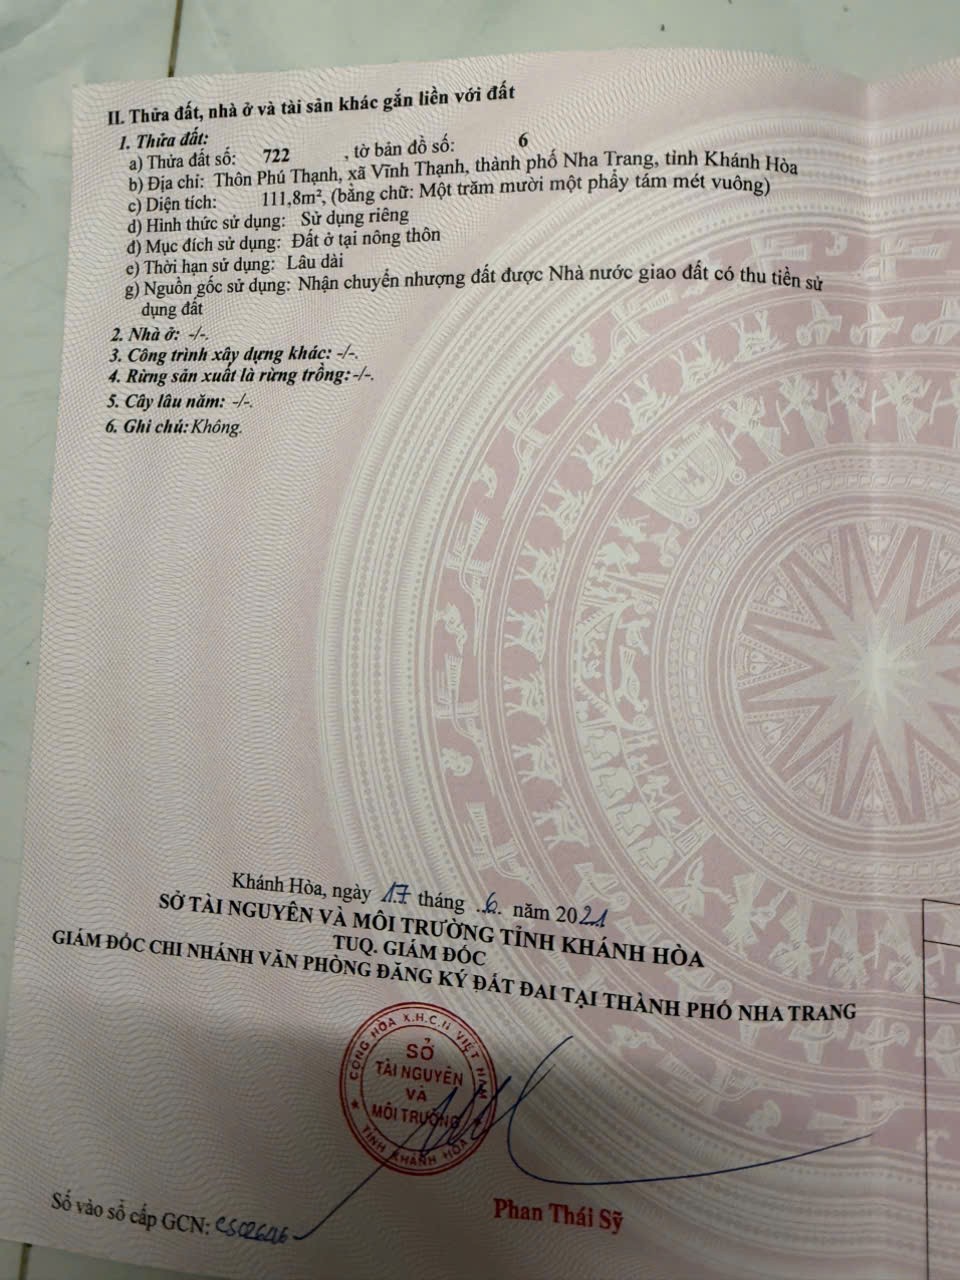 II. Thửa đất, nhà ở và tài sản khác gắn liền với đất
1. Thửa đất:
a) Thửa đất số: 722 , tờ bản đồ số: 6
b) Địa chỉ: Thôn Phú Thạnh, xã Vĩnh Thạnh, thành phố Nha Trang, tỉnh Khánh Hòa
c) Diện tích: 111,8m², (bằng chữ: Một trăm mười một phẩy tám mét vuông)
d) Hình thức sử dụng: Sử dụng riêng
đ) Mục đích sử dụng: Đất ở tại nông thôn
e) Thời hạn sử dụng: Lâu dài
g) Nguồn gốc sử dụng: Nhận chuyển nhượng đất được Nhà nước giao đất có thu tiền sử
dụng đất
2. Nhà ở: -/-.
3. Công trình xây dựng khác: -/-.
4. Rừng sản xuất là rừng trồng: -/-.
5. Cây lâu năm: -/-.
6. Ghi chú: Không.
Khánh Hòa, ngày 17 tháng 6 năm 2021
SỞ TÀI NGUYÊN VÀ MÔI TRƯỜNG TỈNH KHÁNH HÒA
TUQ. GIÁM ĐỐC
GIÁM ĐỐC CHI NHÁNH VĂN PHÒNG ĐĂNG KÝ ĐẤT ĐAI TẠI THÀNH PHỐ NHA TRANG
CỘNG HÒA X.H.C.N VIỆT NAM
SỞ
TÀI NGUYÊN
VÀ
MÔI TRƯỜNG
TỈNH KHÁNH HÒA
Phan Thái Sỹ
Số vào sổ cấp GCN: